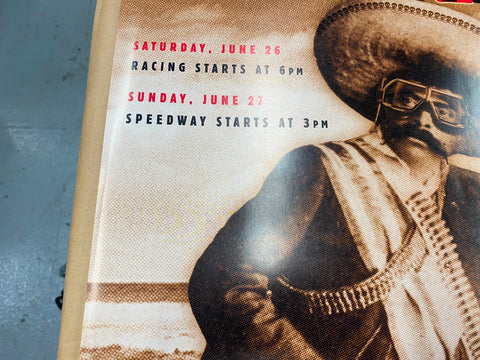 SATURDAY, JUNE 26
RACING STARTS AT 6PM
SUNDAY, JUNE 27
SPEEDWAY STARTS AT 3PM